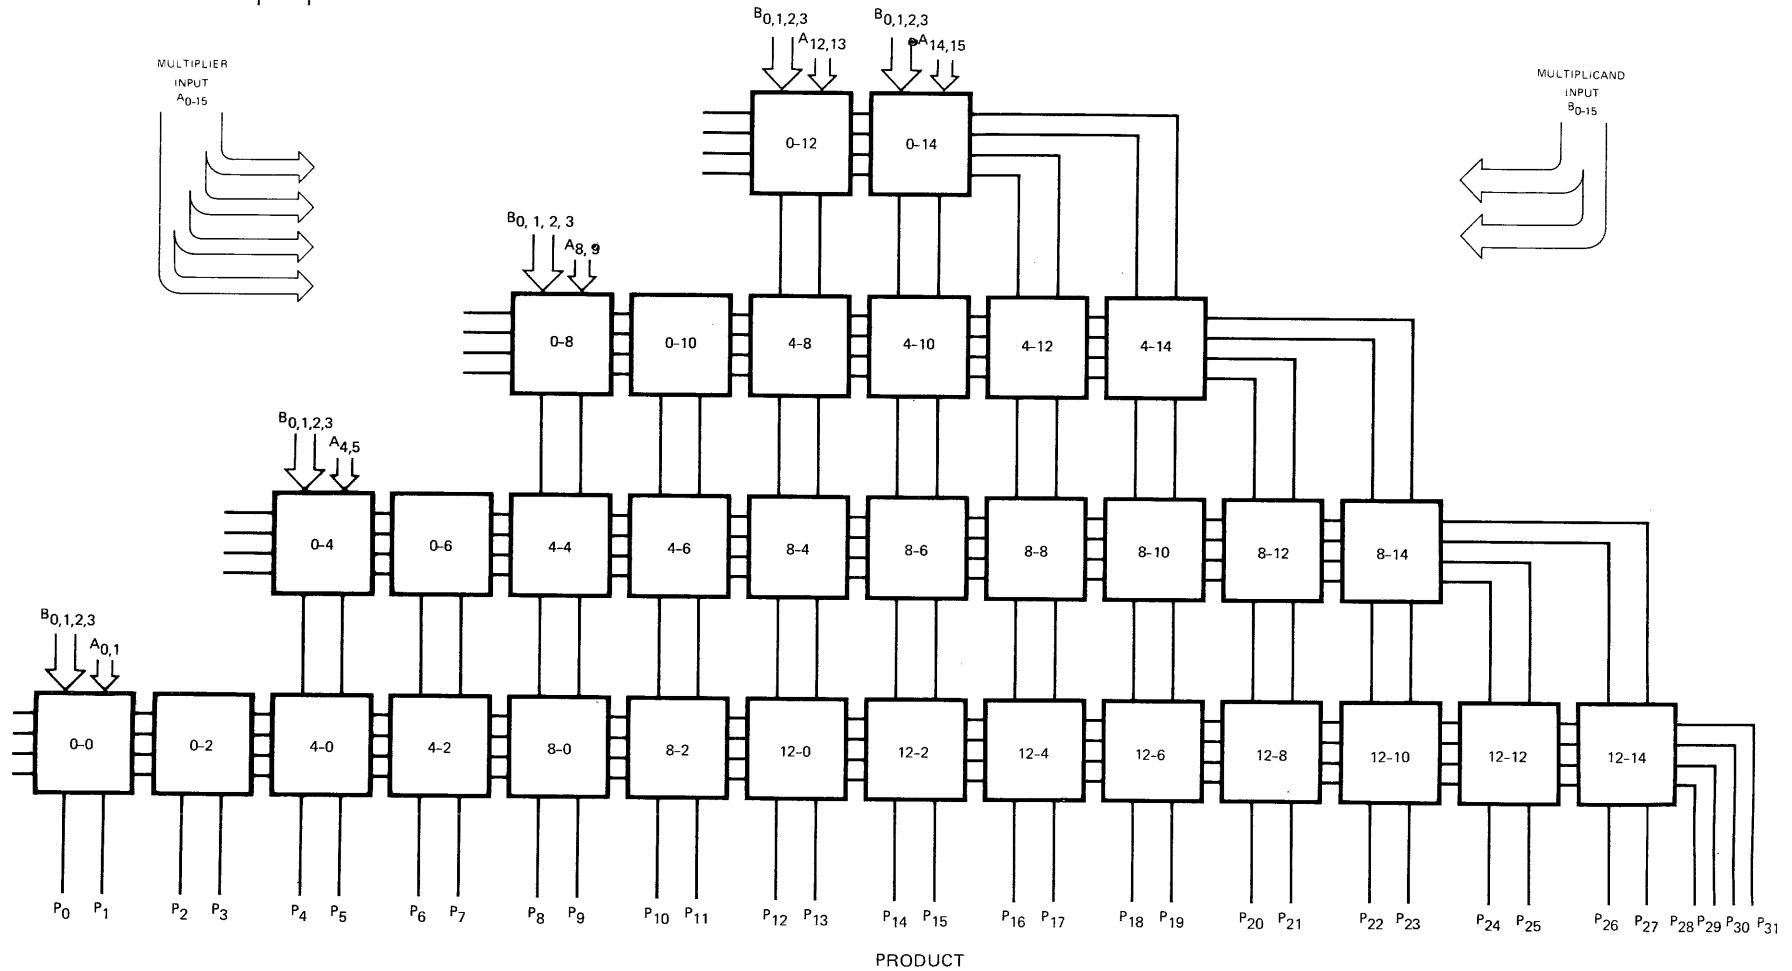 B0,1,2,3 B0,1,2,3
A12,13 A14,15
MULTIPLIER
INPUT
A0-15
MULTIPLICAND
INPUT
B0-15
0-12 0-14
B0, 1, 2, 3
A8, 9
0-8 0-10 4-8 4-10 4-12 4-14
B0,1,2,3
A4,5
0-4 0-6 4-4 4-6 8-4 8-6 8-8 8-10 8-12 8-14
B0,1,2,3
A0,1
0-0 0-2 4-0 4-2 8-0 8-2 12-0 12-2 12-4 12-6 12-8 12-10 12-12 12-14
P0 P1 P2 P3 P4 P5 P6 P7 P8 P9 P10 P11 P12 P13 P14 P15 P16 P17 P18 P19 P20 P21 P22 P23 P24 P25 P26 P27 P28 P29 P30 P31
PRODUCT